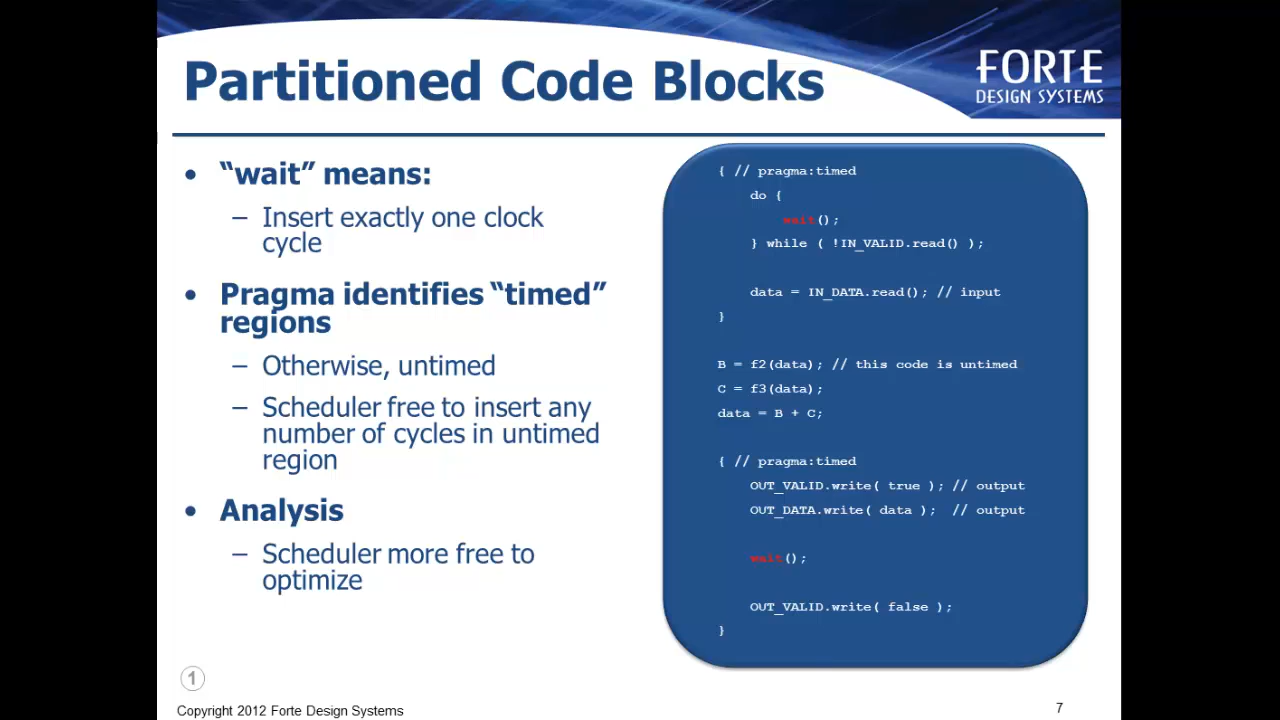 Partitioned Code Blocks
FORTE
DESIGN SYSTEMS
• “wait” means:
– Insert exactly one clock
cycle
• Pragma identifies “timed”
regions
– Otherwise, untimed
– Scheduler free to insert any
number of cycles in untimed
region
• Analysis
– Scheduler more free to
optimize
{ // pragma:timed
do {
wait();
} while ( !IN_VALID.read() );
data = IN_DATA.read(); // input
}
B = f2(data); // this code is untimed
C = f3(data);
data = B + C;
{ // pragma:timed
OUT_VALID.write( true ); // output
OUT_DATA.write( data ); // output
wait();
OUT_VALID.write( false );
}
1
Copyright 2012 Forte Design Systems
7